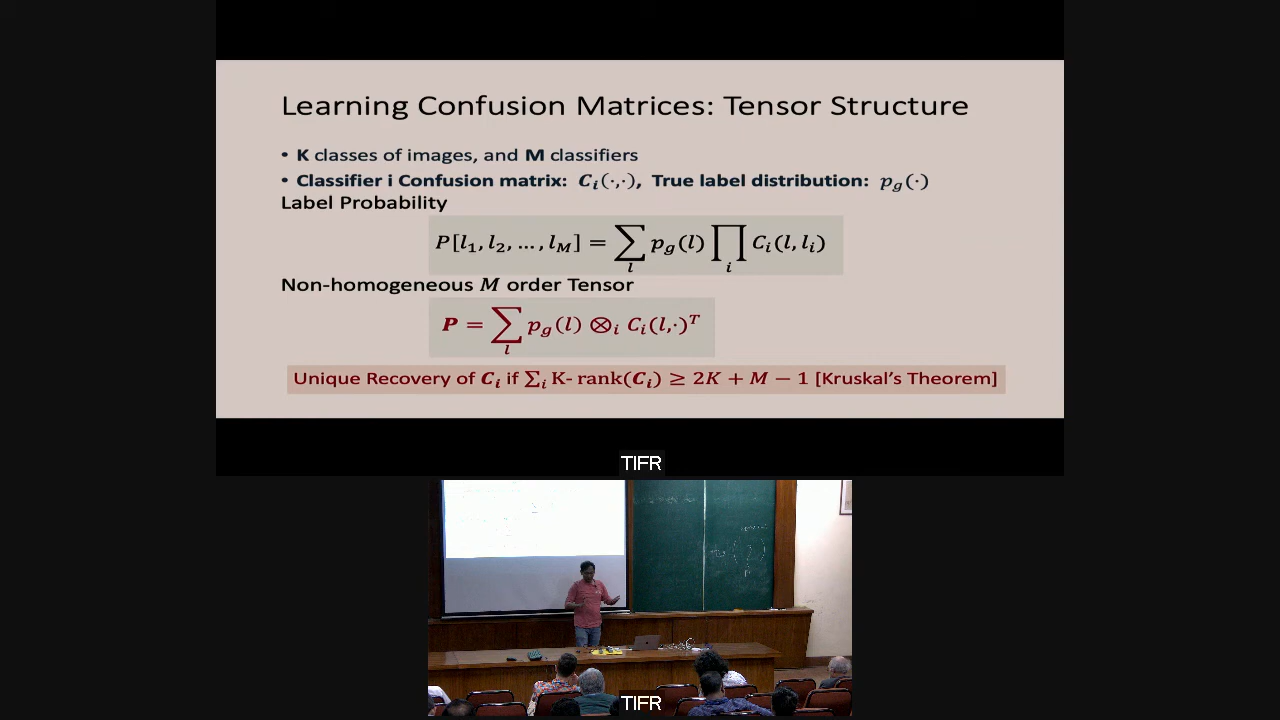 Learning Confusion Matrices: Tensor Structure
• K classes of images, and M classifiers
• Classifier i Confusion matrix: C_i(·,·), True label distribution: p_g(·)
Label Probability
P[l_1, l_2, …, l_M] = ∑_l p_g(l) ∏_i C_i(l, l_i)
Non-homogeneous M order Tensor
P = ∑_l p_g(l) ⊗_i C_i(l,·)^T
Unique Recovery of C_i if ∑_i K- rank(C_i) ≥ 2K + M − 1 [Kruskal's Theorem]
TIFR
TIFR